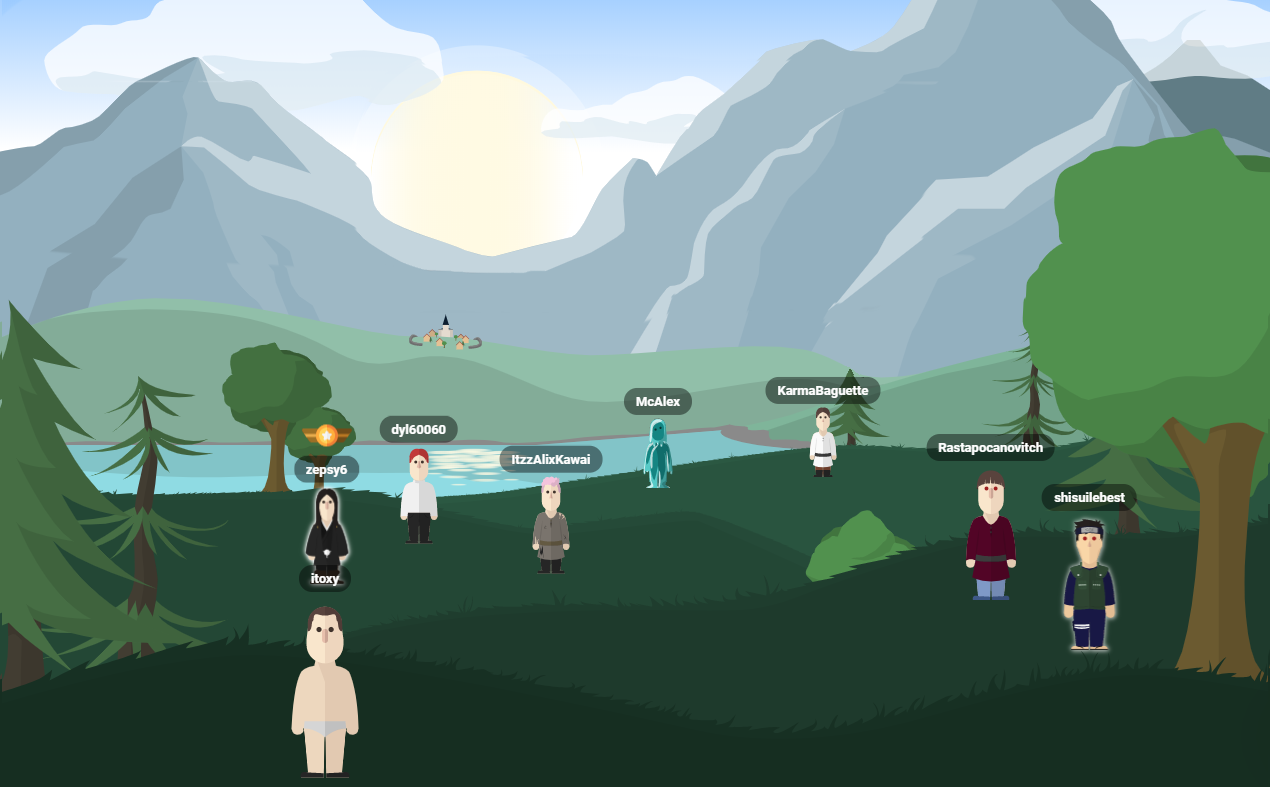 KarmaBaguette
McAlex
dyl60060
Rastapocanovitch
ItzzAlixKawai
zepsy6
shisuilebest
itoxy